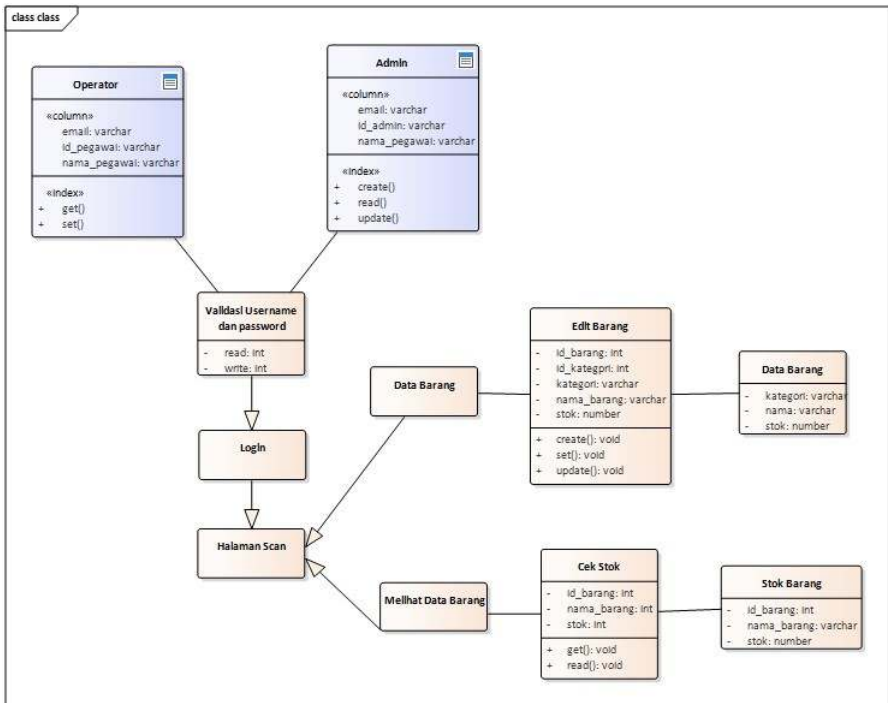 class class
Operator
«column»
email: varchar
id_pegawai: varchar
nama_pegawai: varchar
«index»
+ get()
+ set()
Admin
«column»
email: varchar
id_admin: varchar
nama_pegawai: varchar
«index»
+ create()
+ read()
+ update()
Validasi Username
dan password
- read: int
- write: int
Login
Halaman Scan
Data Barang
Edit Barang
- id_barang: int
- id_kategpri: int
- kategori: varchar
- nama_barang: varchar
- stok: number
+ create(): void
+ set(): void
+ update(): void
Data Barang
- kategori: varchar
- nama: varchar
- stok: number
Melihat Data Barang
Cek Stok
- id_barang: int
- nama_barang: int
- stok: int
+ get(): void
+ read(): void
Stok Barang
- id_barang: int
- nama_barang: varchar
- stok: number